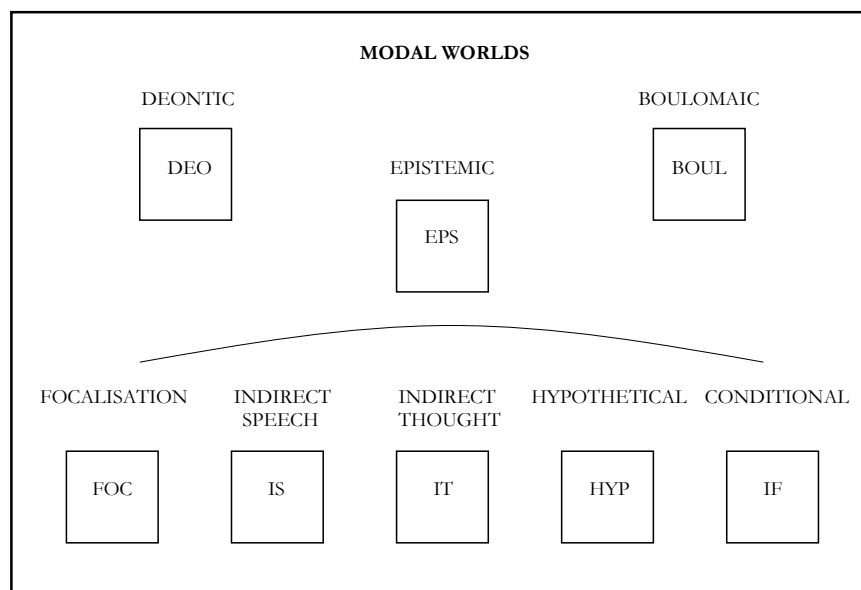 MODAL WORLDS
DEONTIC
BOULOMAIC
DEO
EPISTEMIC
BOUL
EPS
FOCALISATION
INDIRECT
SPEECH
INDIRECT
THOUGHT
HYPOTHETICAL
CONDITIONAL
FOC
IS
IT
HYP
IF